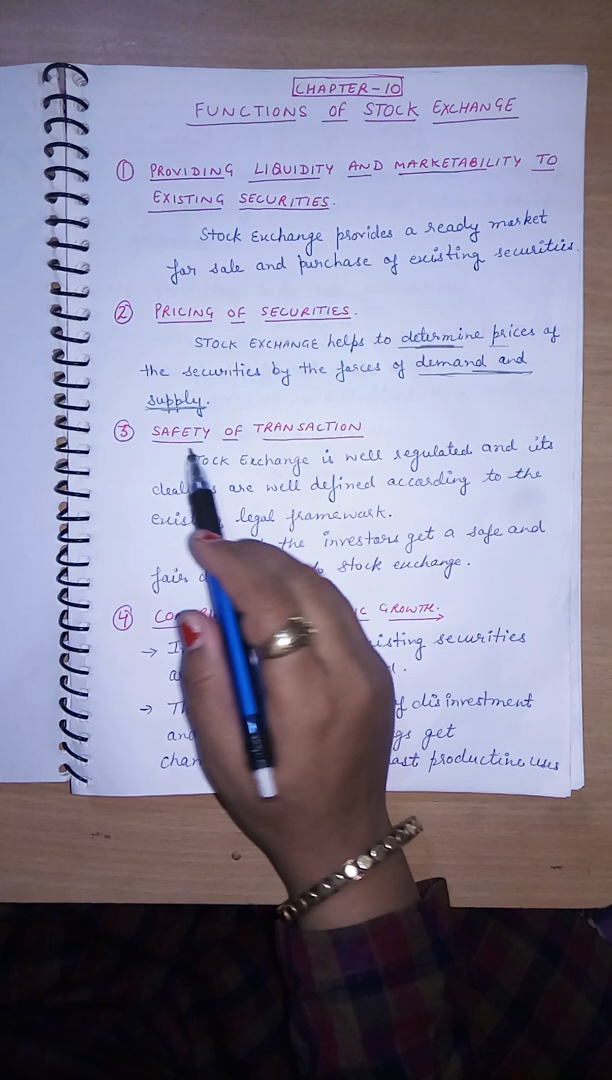 CHAPTER-10
FUNCTIONS OF STOCK EXCHANGE
① PROVIDING LIQUIDITY AND MARKETABILITY TO
EXISTING SECURITIES.
Stock Exchange provides a ready market
for sale and purchase of existing securities.
② PRICING OF SECURITIES.
STOCK EXCHANGE helps to determine prices of
the securities by the forces of demand and
supply.
③ SAFETY OF TRANSACTION
Stock Exchange is well regulated and its
are well defined according to the
legal framework.
the investors get a safe and
fair stock exchange.
④ GROWTH.
→ existing securities
→ of disinvestment
get
productive uses